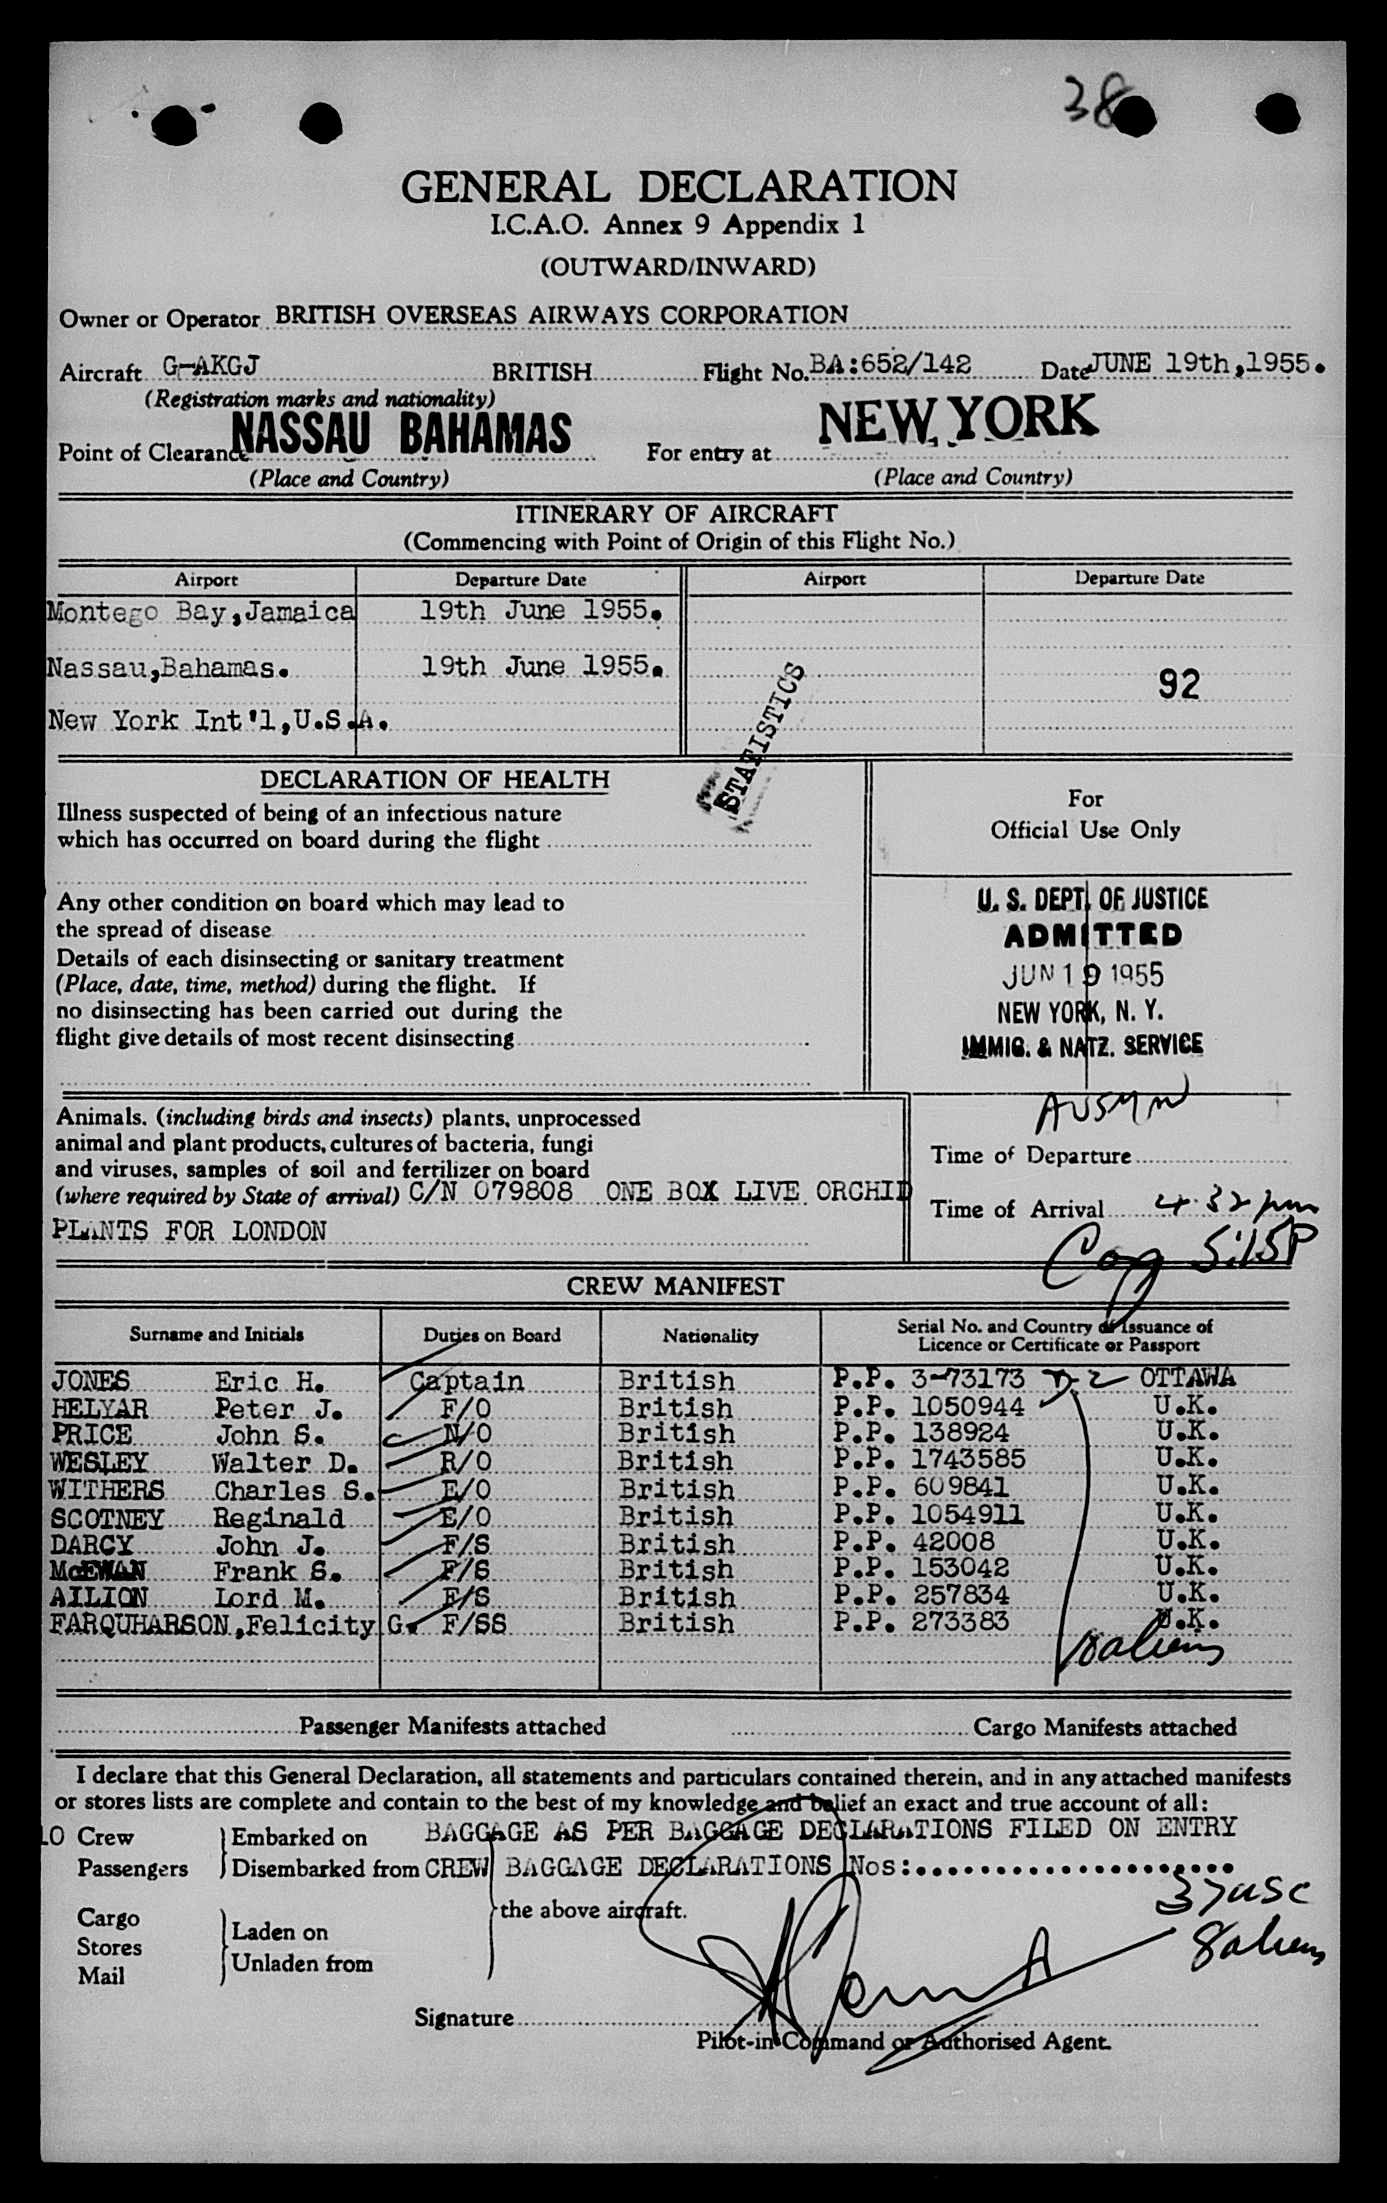 38
GENERAL DECLARATION
I.C.A.O. Annex 9 Appendix 1
(OUTWARD/INWARD)
Owner or Operator BRITISH OVERSEAS AIRWAYS CORPORATION
Aircraft G-AKGJ BRITISH Flight No. BA:652/142 Date JUNE 19th,1955.
(Registration marks and nationality)
Point of Clearance NASSAU BAHAMAS For entry at NEW YORK
(Place and Country) (Place and Country)
ITINERARY OF AIRCRAFT
(Commencing with Point of Origin of this Flight No.)
Airport Departure Date Airport Departure Date
Montego Bay,Jamaica 19th June 1955.
Nassau,Bahamas. 19th June 1955.
92
New York Int'l,U.S.A.
STATISTICS
DECLARATION OF HEALTH
Illness suspected of being of an infectious nature
which has occurred on board during the flight
For
Official Use Only
Any other condition on board which may lead to
the spread of disease
Details of each disinsecting or sanitary treatment
(Place, date, time, method) during the flight. If
no disinsecting has been carried out during the
flight give details of most recent disinsecting
U. S. DEPT. OF JUSTICE
ADMITTED
JUN 19 1955
NEW YORK, N. Y.
IMMIG. & NATZ. SERVICE
Animals, (including birds and insects) plants, unprocessed
animal and plant products, cultures of bacteria, fungi
and viruses, samples of soil and fertilizer on board
(where required by State of arrival) C/N 079808 ONE BOX LIVE ORCHID
PLANTS FOR LONDON
Time of Departure
Time of Arrival 4 32 pm
5:15P
CREW MANIFEST
Surname and Initials Duties on Board Nationality Serial No. and Country of Issuance of
Licence or Certificate or Passport
JONES Eric H. Captain British P.P. 3-73173 D-2 OTTAWA
HELYAR Peter J. F/O British P.P. 1050944 U.K.
PRICE John S. N/O British P.P. 138924 U.K.
WESLEY Walter D. R/O British P.P. 1743585 U.K.
WITHERS Charles S. E/O British P.P. 609841 U.K.
SCOTNEY Reginald E/O British P.P. 1054911 U.K.
DARCY John J. F/S British P.P. 42008 U.K.
McEWAN Frank S. F/S British P.P. 153042 U.K.
AILION Lord M. F/S British P.P. 257834 U.K.
FARQUHARSON,Felicity G. F/SS British P.P. 273383 U.K.
Passenger Manifests attached Cargo Manifests attached
I declare that this General Declaration, all statements and particulars contained therein, and in any attached manifests
or stores lists are complete and contain to the best of my knowledge and belief an exact and true account of all:
10 Crew Embarked on BAGGAGE AS PER BAGGAGE DECLARATIONS FILED ON ENTRY
Passengers Disembarked from CREW BAGGAGE DECLARATIONS Nos:....................
37 usc
8 aliens
Cargo the above aircraft.
Stores Laden on
Mail Unladen from
Signature
Pilot-in-Command or Authorised Agent.